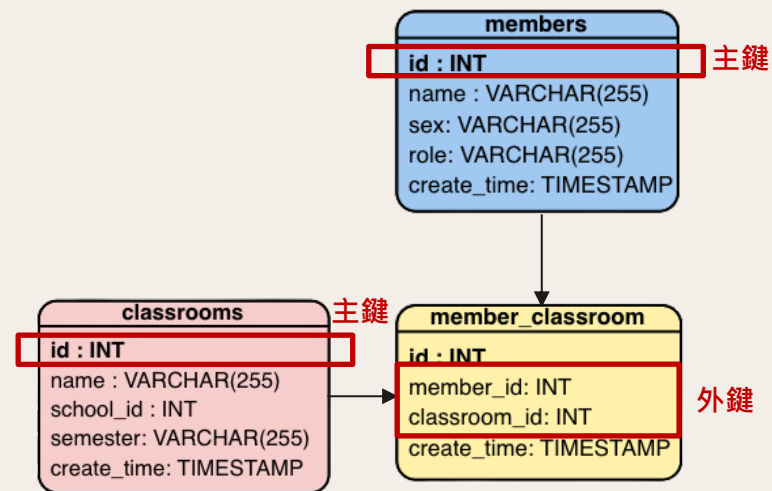 members
id : INT
主鍵
name : VARCHAR(255)
sex: VARCHAR(255)
role: VARCHAR(255)
create_time: TIMESTAMP
classrooms
主鍵
id : INT
name : VARCHAR(255)
school_id : INT
semester: VARCHAR(255)
create_time: TIMESTAMP
member_classroom
id : INT
member_id: INT
classroom_id: INT
外鍵
create_time: TIMESTAMP